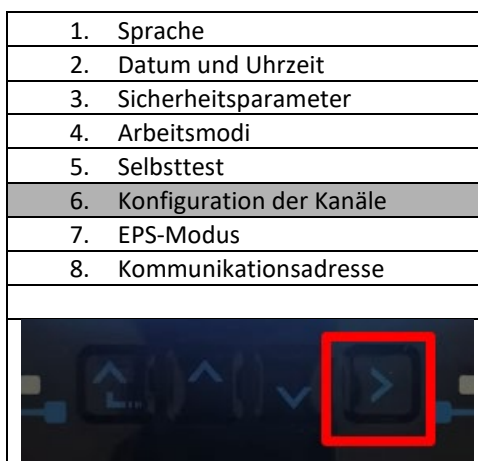 1. Sprache
2. Datum und Uhrzeit
3. Sicherheitsparameter
4. Arbeitsmodi
5. Selbsttest
6. Konfiguration der Kanäle
7. EPS-Modus
8. Kommunikationsadresse